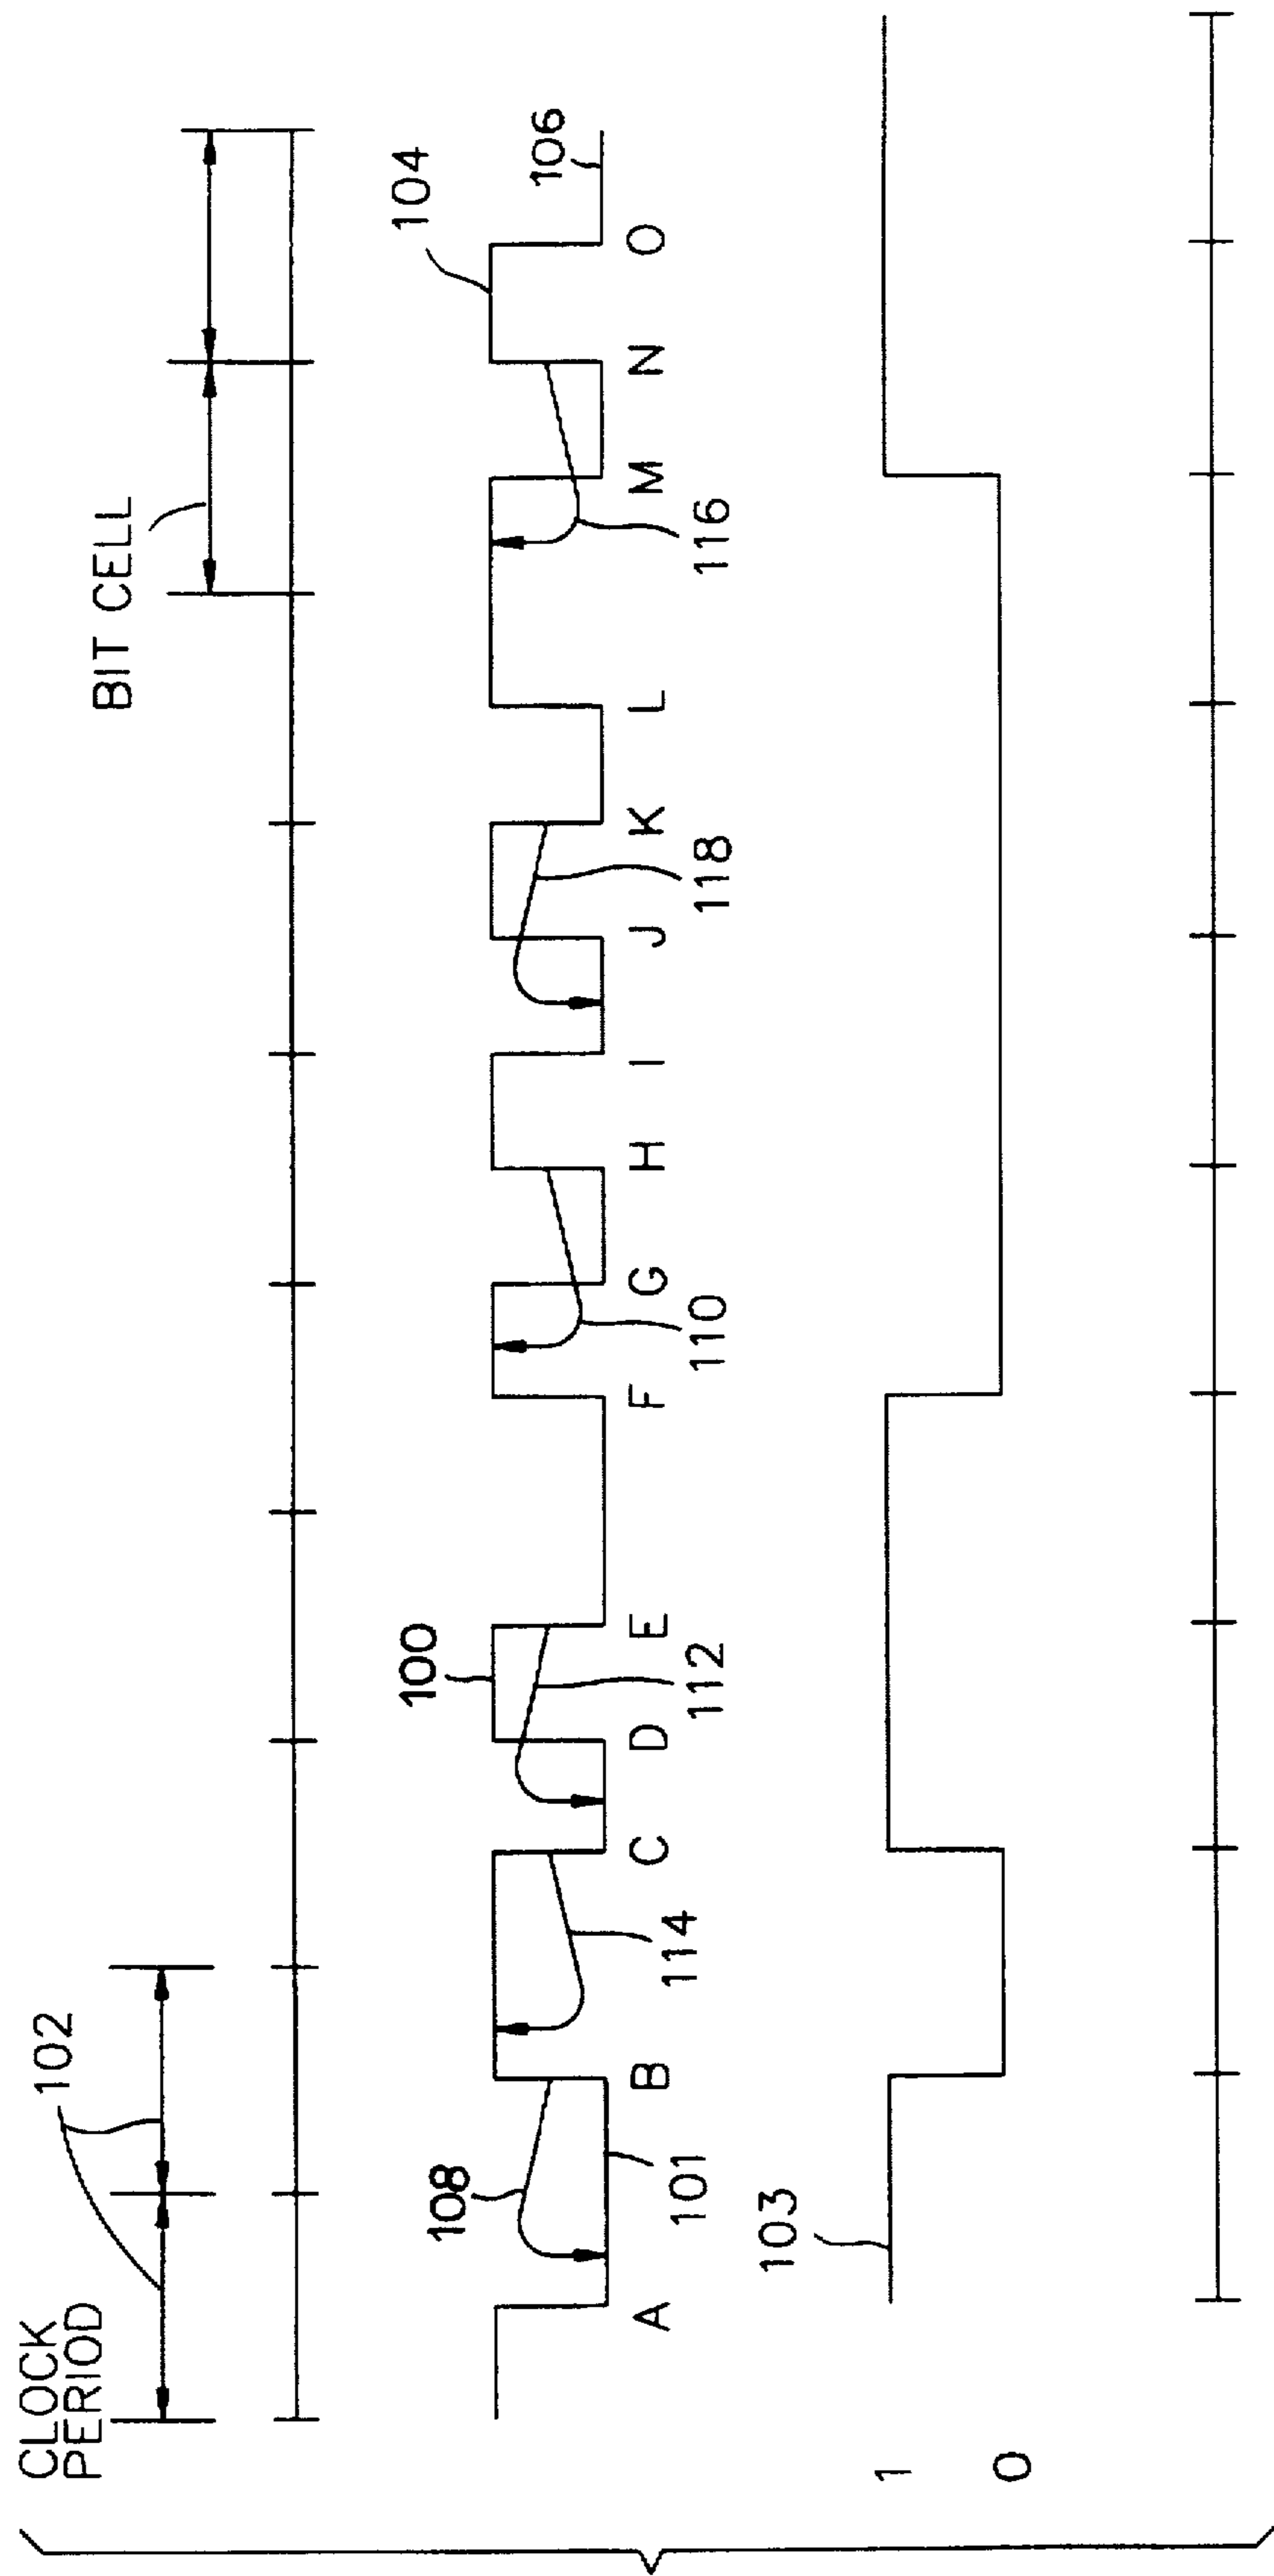 CLOCK
PERIOD
102
BIT CELL
108
100
104
106
101
A
B
C
D
E
F
G
H
I
J
K
L
M
N
O
114
112
110
118
116
103
1
0